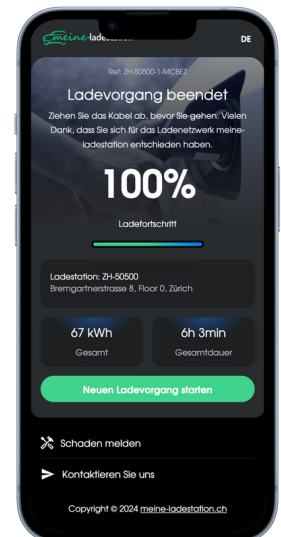 meine-ladestation
DE
Ref: ZH-50500-1-MCBFZ
Ladevorgang beendet
Ziehen Sie das Kabel ab, bevor Sie gehen. Vielen
Dank, dass Sie sich für das Ladenetzwerk meine-
ladestation entschieden haben.
100%
Ladefortschritt
Ladestation: ZH-50500
Bremgartnerstrasse 8, Floor 0, Zürich
67 kWh
Gesamt
6h 3min
Gesamtdauer
Neuen Ladevorgang starten
Schaden melden
Kontaktieren Sie uns
Copyright © 2024 meine-ladestation.ch